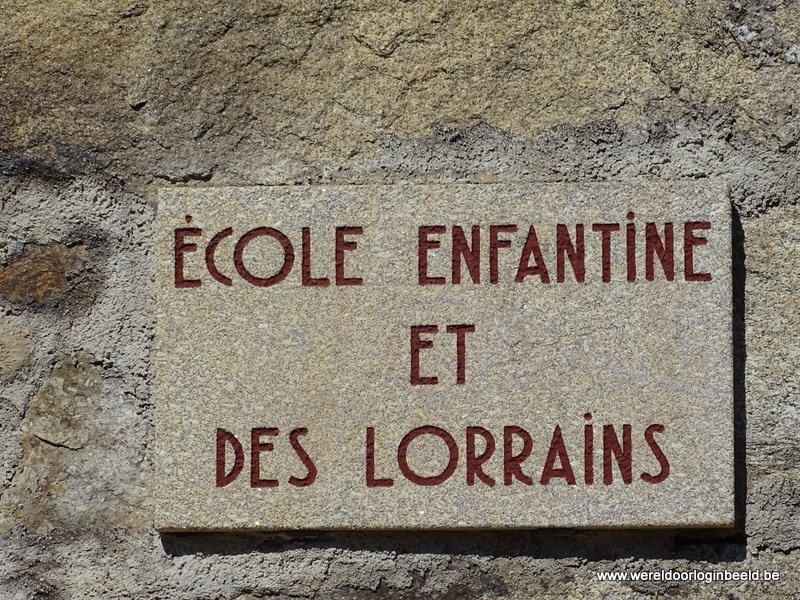 ÉCOLE ENFANTINE
ET
DES LORRAINS
www.wereldoorloginbeeld.be